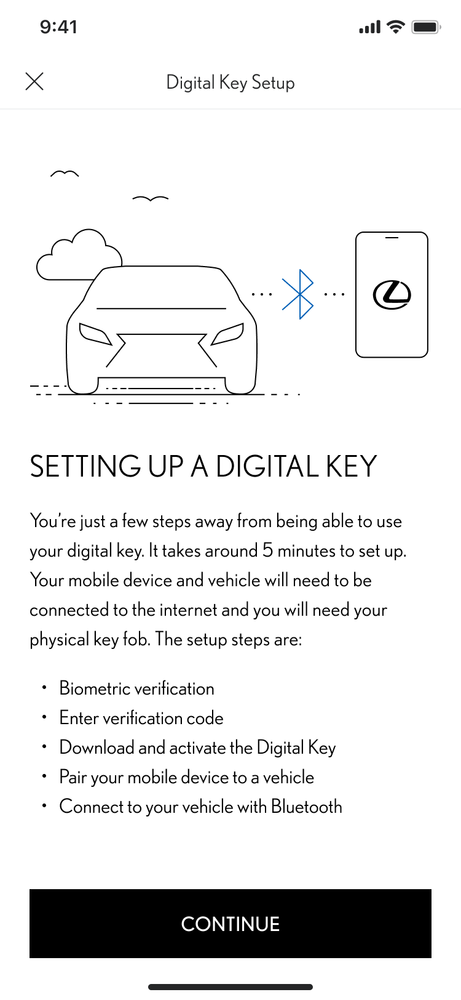 9:41
Digital Key Setup
SETTING UP A DIGITAL KEY
You’re just a few steps away from being able to use
your digital key. It takes around 5 minutes to set up.
Your mobile device and vehicle will need to be
connected to the internet and you will need your
physical key fob. The setup steps are:
• Biometric verification
• Enter verification code
• Download and activate the Digital Key
• Pair your mobile device to a vehicle
• Connect to your vehicle with Bluetooth
CONTINUE